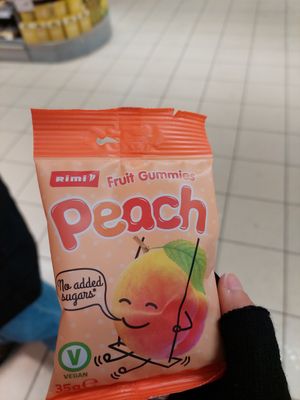 Rimi
Fruit Gummies
Peach
No added
sugars*
V
VEGAN
35g e